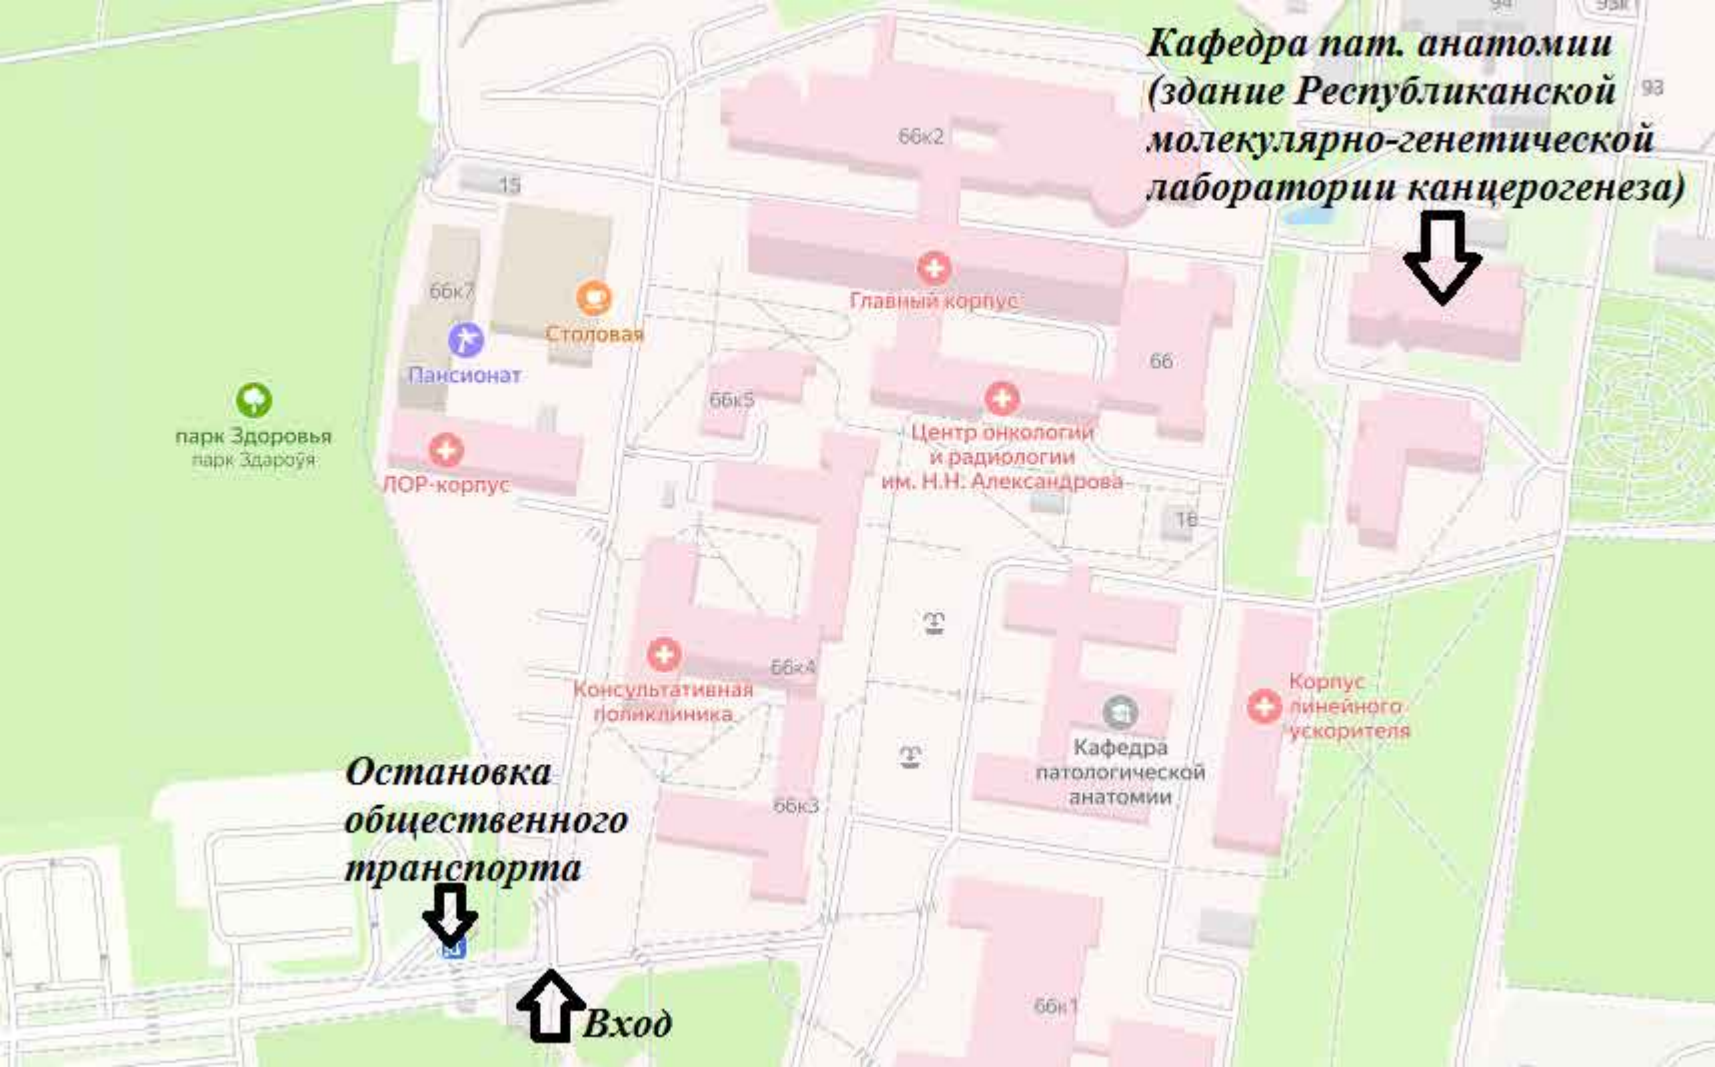 94
93к1
Кафедра пат. анатомии
(здание Республиканской
молекулярно-генетической
лаборатории канцерогенеза)
93
66к2
15
66к7
Столовая
Пансионат
Главный корпус
66
66к5
парк Здоровья
парк Здароўя
ЛОР-корпус
Центр онкологии
и радиологии
им. Н.Н. Александрова
16
Консультативная
поликлиника
66к4
Корпус
линейного
ускорителя
Кафедра
патологической
анатомии
66к3
Остановка
общественного
транспорта
66к1
Вход